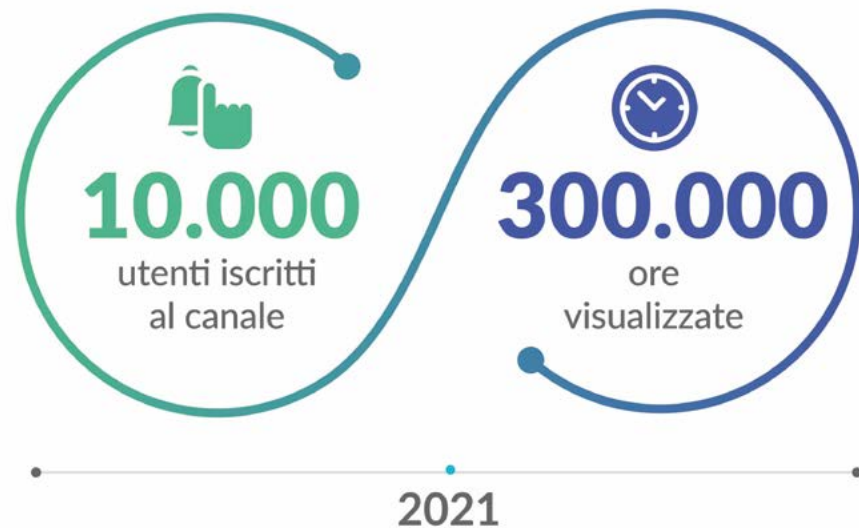 10.000
utenti iscritti
al canale
300.000
ore
visualizzate
2021